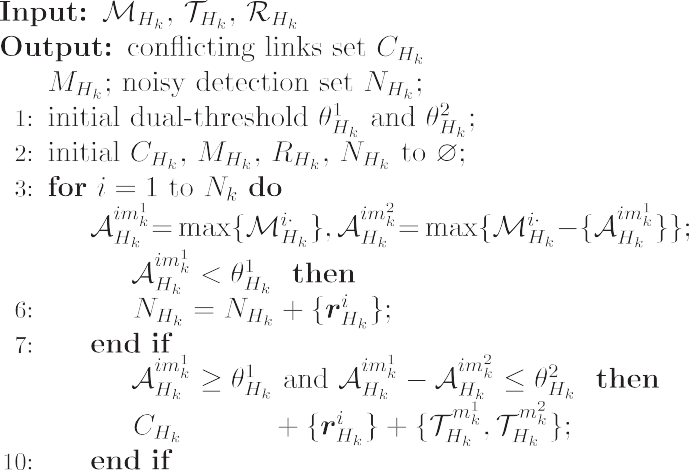 Input: $\mathcal{M}_{H_k}$, $\mathcal{T}_{H_k}$, $\mathcal{R}_{H_k}$
Output: conflicting links set $C_{H_k}$
$M_{H_k}$; noisy detection set $N_{H_k}$;
1: initial dual-threshold $\theta^1_{H_k}$ and $\theta^2_{H_k}$;
2: initial $C_{H_k}$, $M_{H_k}$, $R_{H_k}$, $N_{H_k}$ to $\varnothing$;
3: for $i = 1$ to $N_k$ do
$\mathcal{A}^{im^1_k}_{H_k} = \max\{\mathcal{M}^{i\cdot}_{H_k}\}, \mathcal{A}^{im^2_k}_{H_k} = \max\{\mathcal{M}^{i\cdot}_{H_k} - \{\mathcal{A}^{im^1_k}_{H_k}\}\}$;
$\mathcal{A}^{im^1_k}_{H_k} < \theta^1_{H_k}$ then
6: $N_{H_k} = N_{H_k} + \{\boldsymbol{r}^i_{H_k}\}$;
7: end if
$\mathcal{A}^{im^1_k}_{H_k} \geq \theta^1_{H_k}$ and $\mathcal{A}^{im^1_k}_{H_k} - \mathcal{A}^{im^2_k}_{H_k} \leq \theta^2_{H_k}$ then
$C_{H_k}$ $+ \{\boldsymbol{r}^i_{H_k}\} + \{\mathcal{T}^{m^1_k}_{H_k}, \mathcal{T}^{m^2_k}_{H_k}\}$;
10: end if